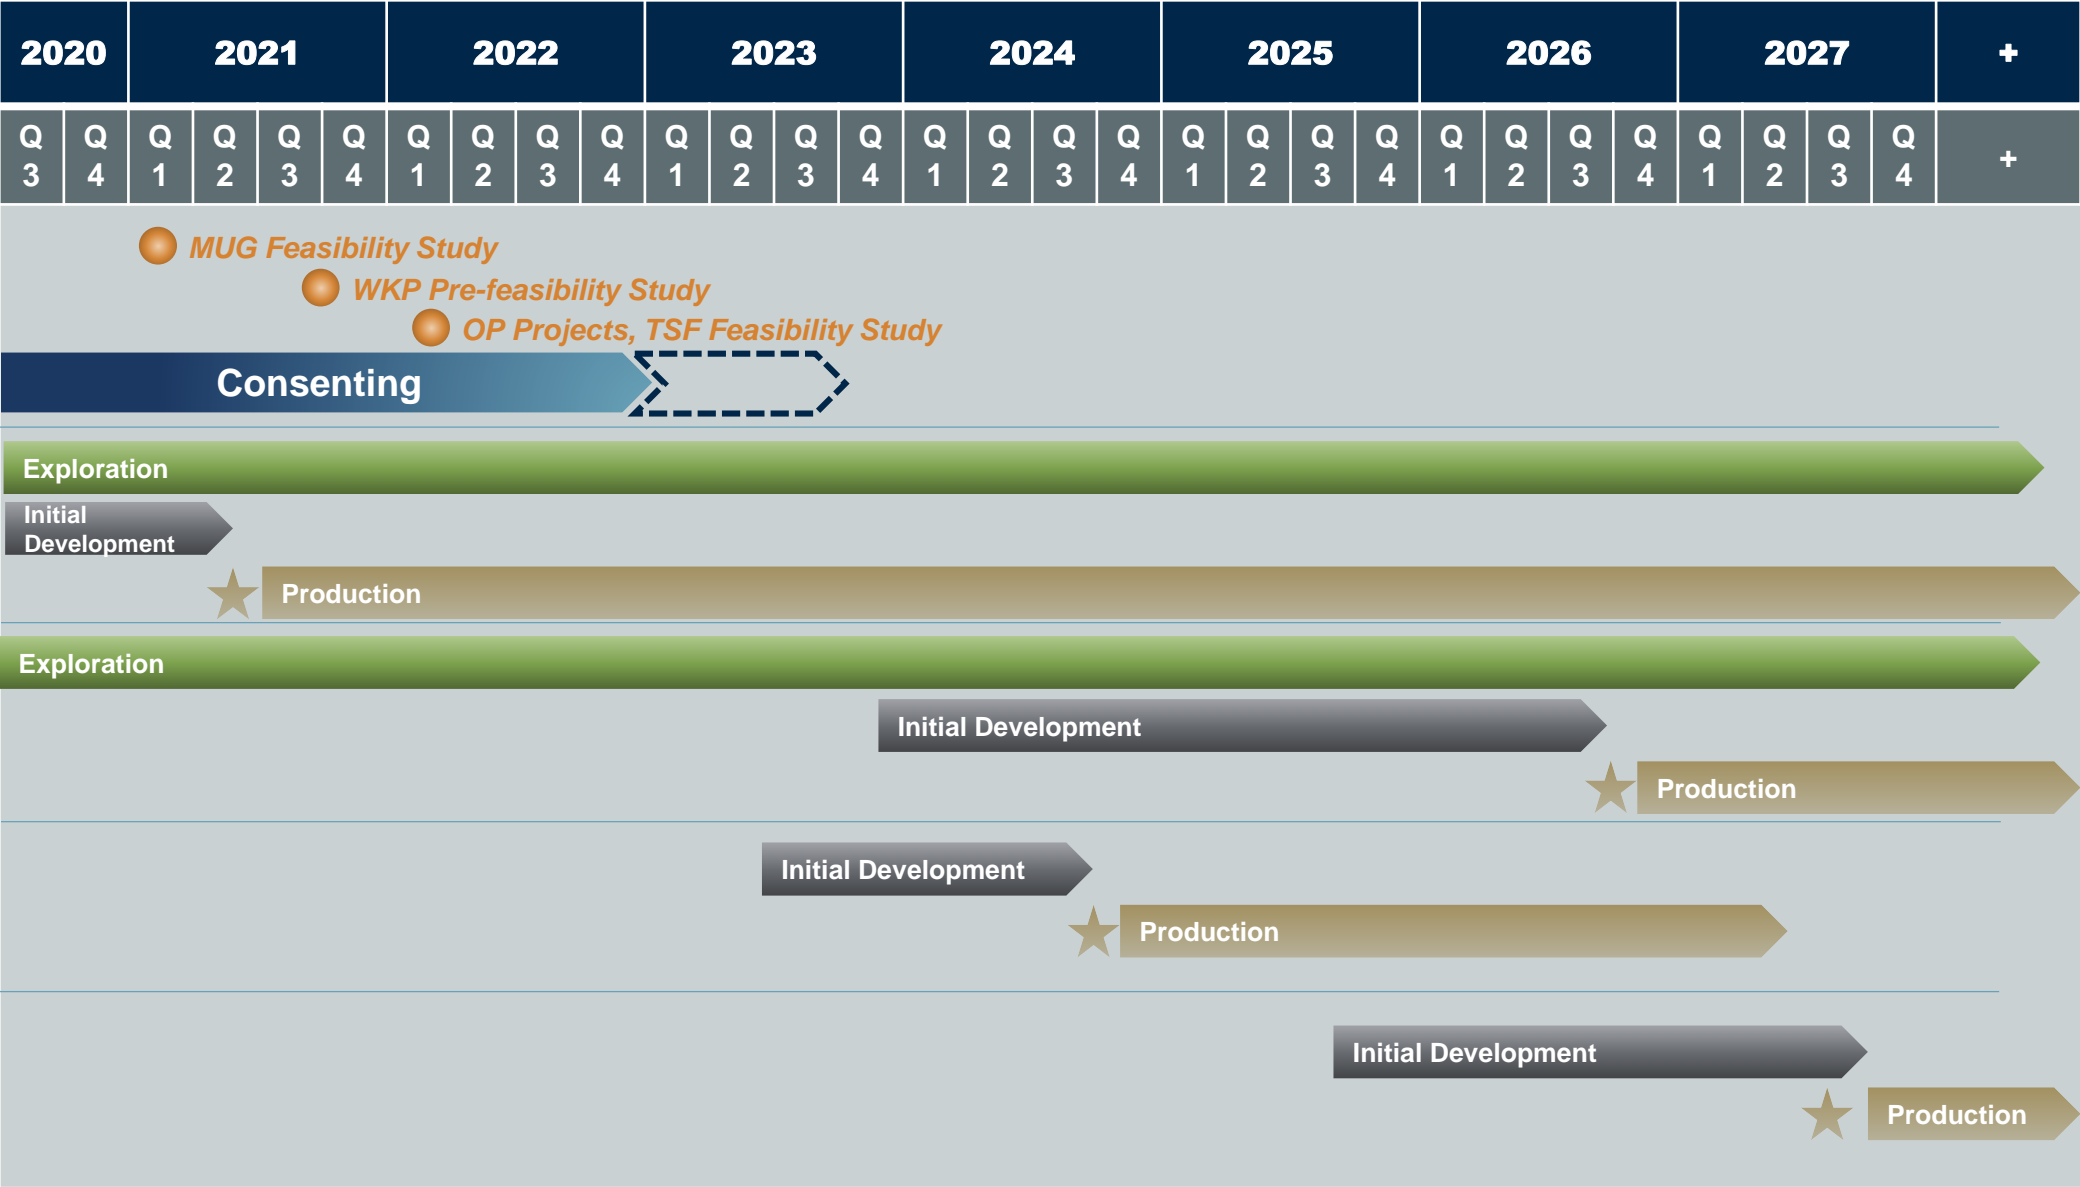 2020 2021 2022 2023 2024 2025 2026 2027 +
Q Q Q Q Q Q Q Q Q Q Q Q Q Q Q Q Q Q Q Q Q Q Q Q Q Q Q Q Q Q +
3 4 1 2 3 4 1 2 3 4 1 2 3 4 1 2 3 4 1 2 3 4 1 2 3 4 1 2 3 4
MUG Feasibility Study
WKP Pre-feasibility Study
OP Projects, TSF Feasibility Study
Consenting
Exploration
Initial
Development
Production
Exploration
Initial Development
Production
Initial Development
Production
Initial Development
Production